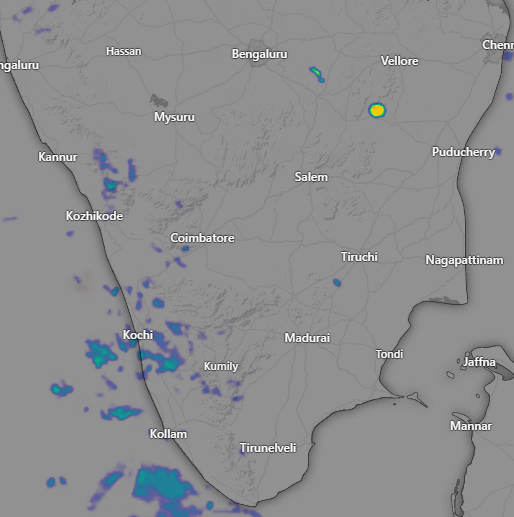 Hassan
Bengaluru
Chenn
Vellore
ngaluru
Mysuru
Kannur
Puducherry
Salem
Kozhikode
Coimbatore
Tiruchi
Nagapattinam
Kochi
Madurai
Tondi
Kumily
Jaffna
Mannar
Kollam
Tirunelveli